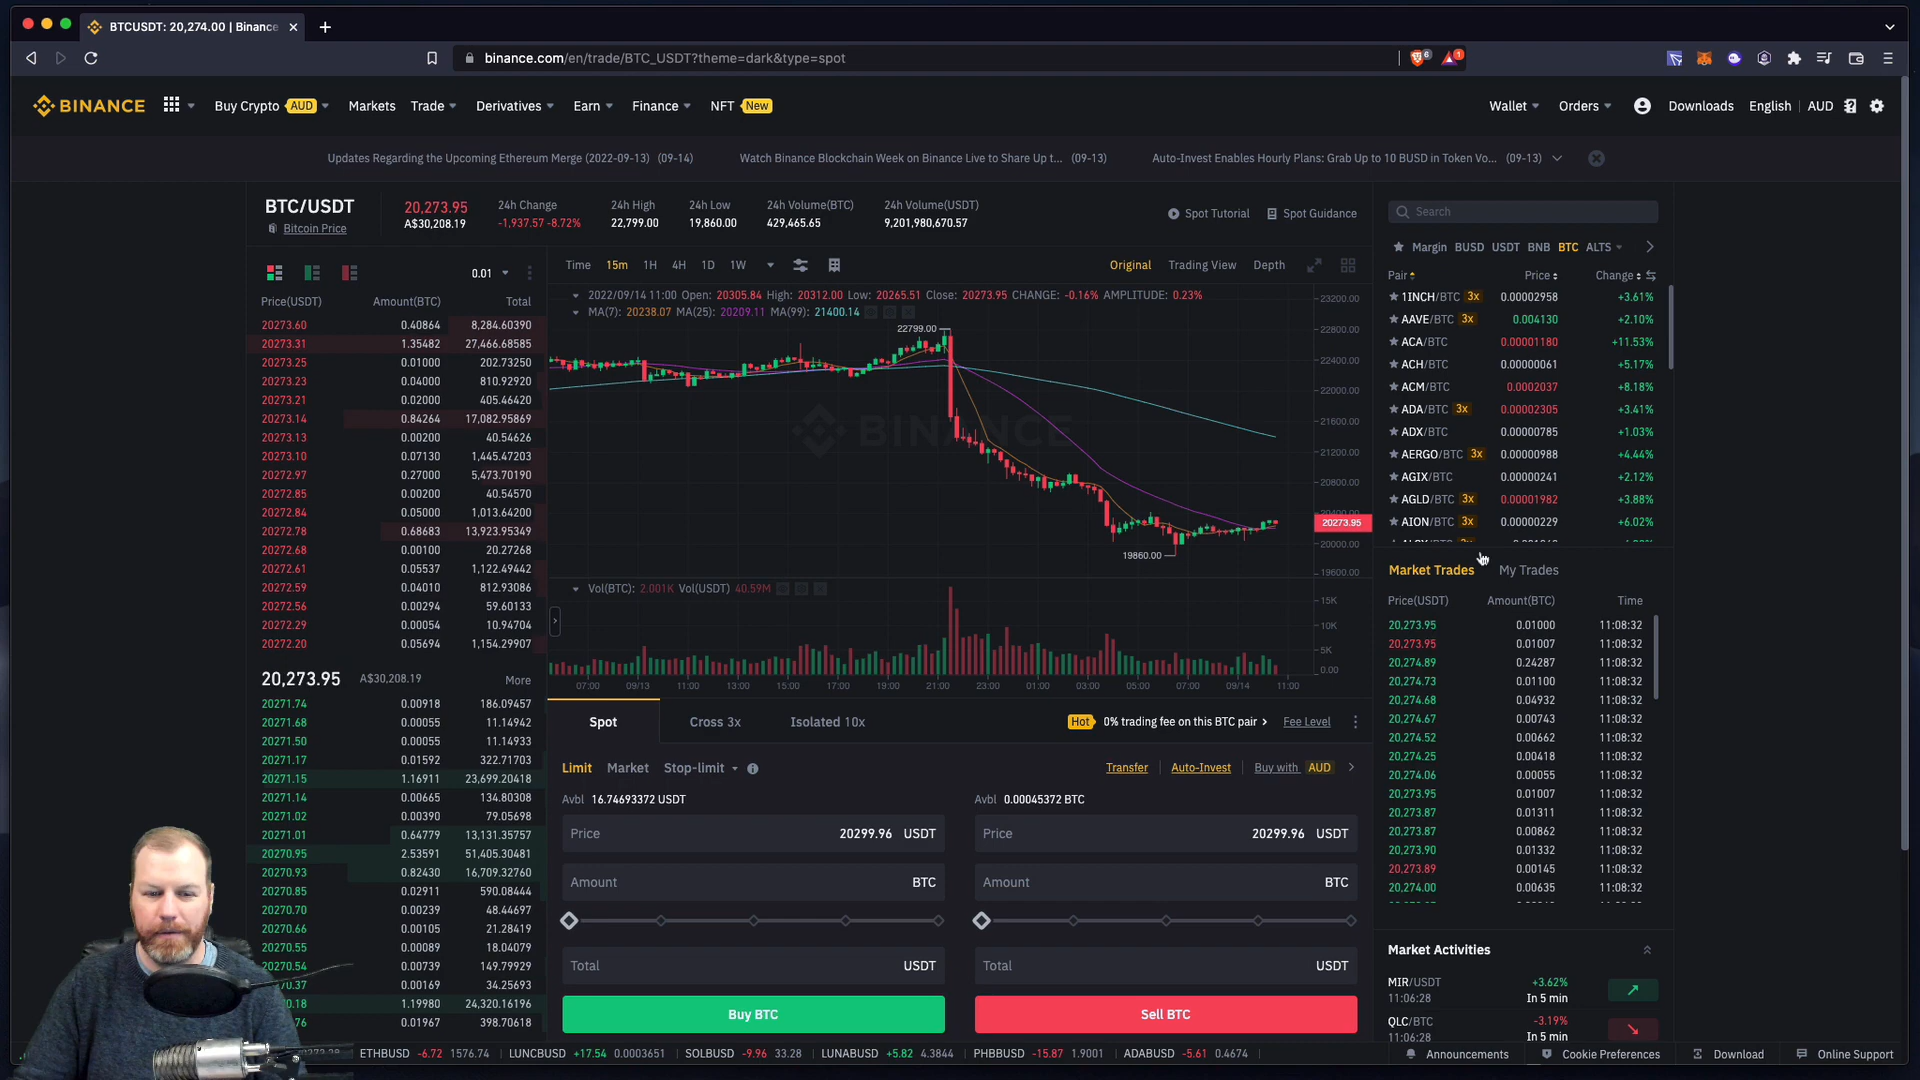 BTCUSDT: 20,274.00 | Binance
binance.com/en/trade/BTC_USDT?theme=dark&type=spot
6
1
BINANCE
Buy Crypto AUD
Markets
Trade
Derivatives
Earn
Finance
NFT New
Wallet
Orders
Downloads
English
AUD
Updates Regarding the Upcoming Ethereum Merge (2022-09-13) (09-14)
Watch Binance Blockchain Week on Binance Live to Share Up t... (09-13)
Auto-Invest Enables Hourly Plans: Grab Up to 10 BUSD in Token Vo... (09-13)
BTC/USDT
Bitcoin Price
20,273.95
A$30,208.19
24h Change
-1,937.57 -8.72%
24h High
22,799.00
24h Low
19,860.00
24h Volume(BTC)
429,465.65
24h Volume(USDT)
9,201,980,670.57
Spot Tutorial
Spot Guidance
0.01
Price(USDT) Amount(BTC) Total
20273.60 0.40864 8,284.60390
20273.31 1.35482 27,466.68585
20273.25 0.01000 202.73250
20273.23 0.04000 810.92920
20273.21 0.02000 405.46420
20273.14 0.84264 17,082.95869
20273.13 0.00200 40.54626
20273.10 0.07130 1,445.47203
20272.97 0.27000 5,473.70190
20272.85 0.00200 40.54570
20272.84 0.05000 1,013.64200
20272.78 0.68683 13,923.95349
20272.68 0.00100 20.27268
20272.61 0.05537 1,122.49442
20272.59 0.04010 812.93086
20272.56 0.00294 59.60133
20272.29 0.00054 10.94704
20272.20 0.05694 1,154.29907
20,273.95 A$30,208.19 More
20271.74 0.00918 186.09457
20271.68 0.00055 11.14942
20271.50 0.00055 11.14933
20271.17 0.01592 322.71703
20271.15 1.16911 23,699.20418
20271.14 0.00665 134.80308
20271.02 0.00390 79.05698
20271.01 0.64779 13,131.35757
20270.95 2.53591 51,405.30481
20270.93 0.82430 16,709.32760
20270.85 0.02911 590.08444
20270.70 0.00239 48.44697
20270.66 0.00105 21.28419
20270.55 0.00089 18.04079
20270.54 0.00739 149.79929
0.37 0.00169 34.25693
0.18 1.19980 24,320.16196
76 0.01967 398.70618
Time 15m 1H 4H 1D 1W
Original Trading View Depth
2022/09/14 11:00 Open: 20305.84 High: 20312.00 Low: 20265.51 Close: 20273.95 CHANGE: -0.16% AMPLITUDE: 0.23%
MA(7): 20238.07 MA(25): 20209.11 MA(99): 21400.14
22799.00
19860.00
BINANCE
23200.00
22800.00
22400.00
22000.00
21600.00
21200.00
20800.00
20273.95
20000.00
19600.00
Vol(BTC): 2.001K Vol(USDT) 40.59M
15K
10K
5K
0.00
07:00 09/13 11:00 13:00 15:00 17:00 19:00 21:00 23:00 01:00 03:00 05:00 07:00 09/14 11:00
Spot
Cross 3x
Isolated 10x
Hot 0% trading fee on this BTC pair
Fee Level
Limit Market Stop-limit
Transfer
Auto-Invest
Buy with AUD
Avbl 16.74693372 USDT
Price 20299.96 USDT
Amount BTC
Total USDT
Buy BTC
Avbl 0.00045372 BTC
Price 20299.96 USDT
Amount BTC
Total USDT
Sell BTC
Search
Margin BUSD USDT BNB BTC ALTS
Pair Price Change
1INCH/BTC 3x 0.00002958 +3.61%
AAVE/BTC 3x 0.004130 +2.10%
ACA/BTC 0.00001180 +11.53%
ACH/BTC 0.00000061 +5.17%
ACM/BTC 0.0002037 +8.18%
ADA/BTC 3x 0.00002305 +3.41%
ADX/BTC 0.00000785 +1.03%
AERGO/BTC 3x 0.00000988 +4.44%
AGIX/BTC 0.00000241 +2.12%
AGLD/BTC 3x 0.00001982 +3.88%
AION/BTC 3x 0.00000229 +6.02%
Market Trades My Trades
Price(USDT) Amount(BTC) Time
20,273.95 0.01000 11:08:32
20,273.95 0.01007 11:08:32
20,274.89 0.24287 11:08:32
20,274.73 0.01100 11:08:32
20,274.68 0.04932 11:08:32
20,274.67 0.00743 11:08:32
20,274.52 0.00662 11:08:32
20,274.25 0.00418 11:08:32
20,274.06 0.00055 11:08:32
20,273.95 0.01007 11:08:32
20,273.87 0.01311 11:08:32
20,273.87 0.00862 11:08:32
20,273.90 0.01332 11:08:32
20,273.89 0.00145 11:08:32
20,274.00 0.00635 11:08:32
Market Activities
MIR/USDT +3.62%
11:06:28 In 5 min
QLC/BTC -3.19%
11:06:28 In 5 min
ETHBUSD -6.72 1576.74
LUNCBUSD +17.54 0.0003651
SOLBUSD -9.96 33.28
LUNABUSD +5.82 4.3844
PHBBUSD -15.87 1.9001
ADABUSD -5.61 0.4674
Announcements
Cookie Preferences
Download
Online Support